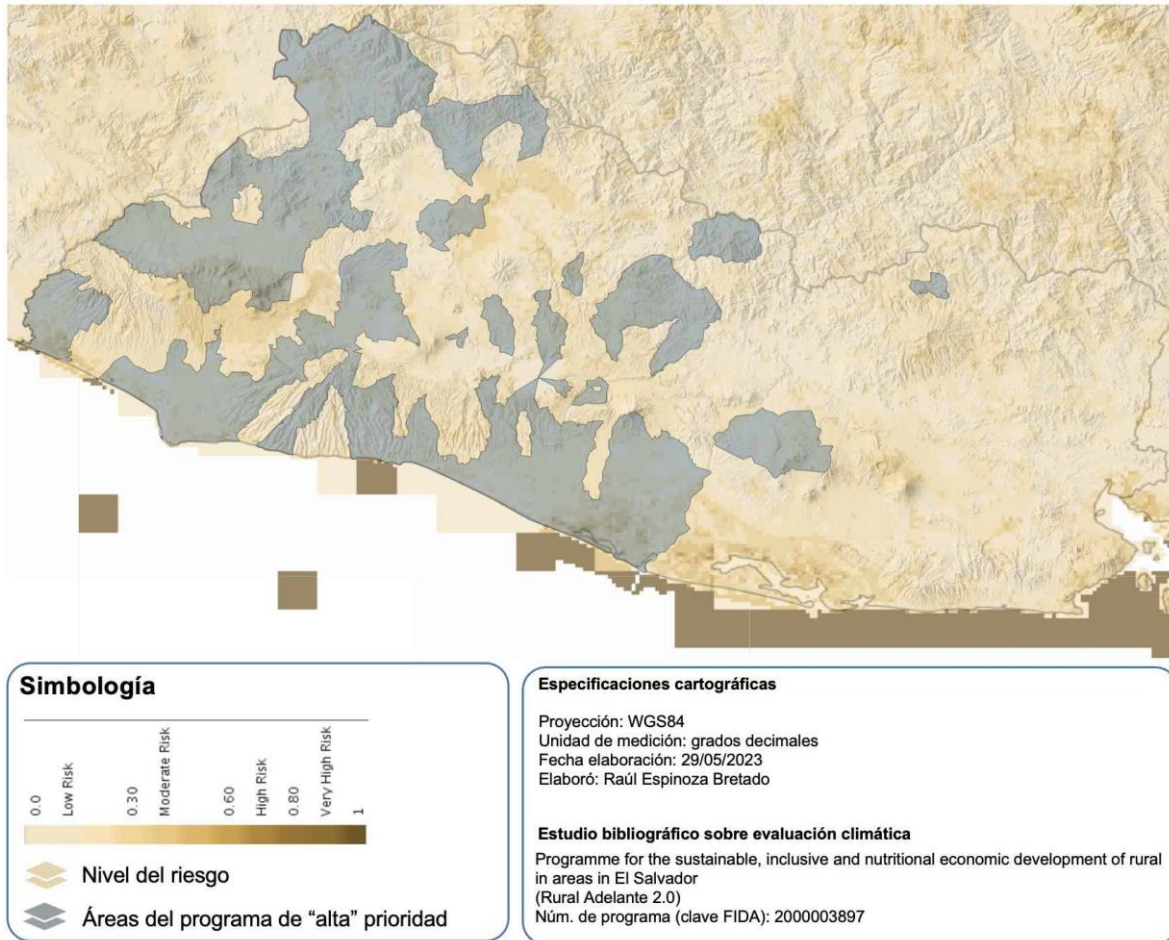 Simbología
0.0
Low Risk
0.30
Moderate Risk
0.60
High Risk
0.80
Very High Risk
1
Nivel del riesgo
Áreas del programa de “alta” prioridad
Especificaciones cartográficas
Proyección: WGS84
Unidad de medición: grados decimales
Fecha elaboración: 29/05/2023
Elaboró: Raúl Espinoza Bretado
Estudio bibliográfico sobre evaluación climática
Programme for the sustainable, inclusive and nutritional economic development of rural
in areas in El Salvador
(Rural Adelante 2.0)
Núm. de programa (clave FIDA): 2000003897